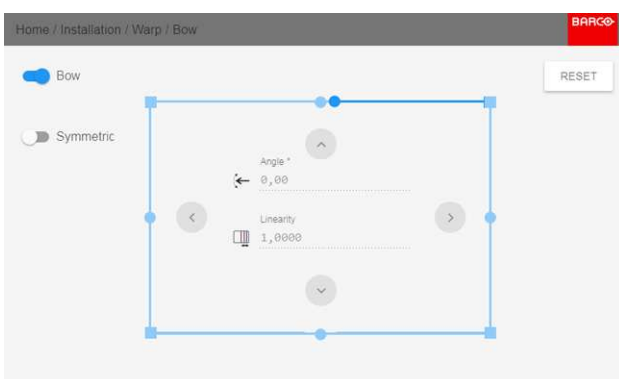 Home / Installation / Warp / Bow
BARCO
Bow
RESET
Symmetric
Angle *
0,00
Linearity
1,0000